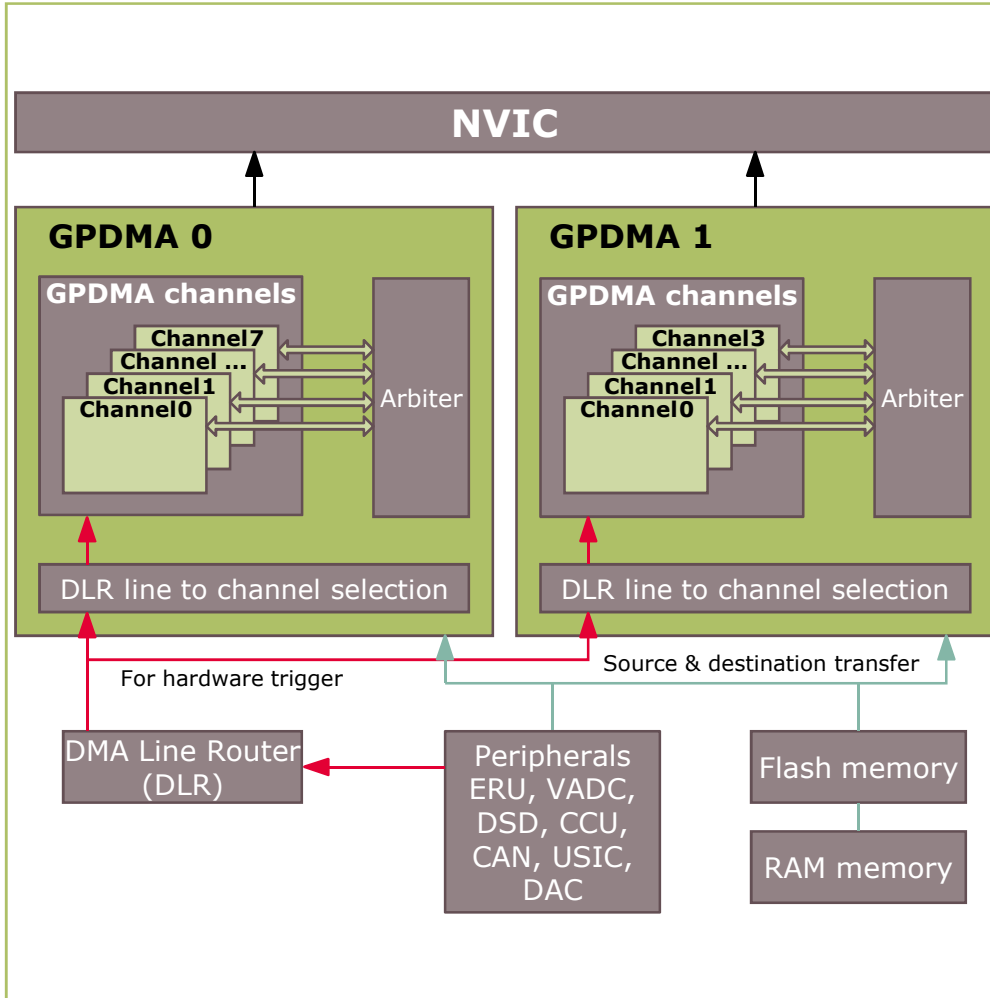 NVIC
GPDMA 0
GPDMA channels
Channel7
Channel ...
Channel1
Channel0
Arbiter
DLR line to channel selection
GPDMA 1
GPDMA channels
Channel3
Channel ...
Channel1
Channel0
Arbiter
DLR line to channel selection
For hardware trigger
Source & destination transfer
DMA Line Router
(DLR)
Peripherals
ERU, VADC,
DSD, CCU,
CAN, USIC,
DAC
Flash memory
RAM memory